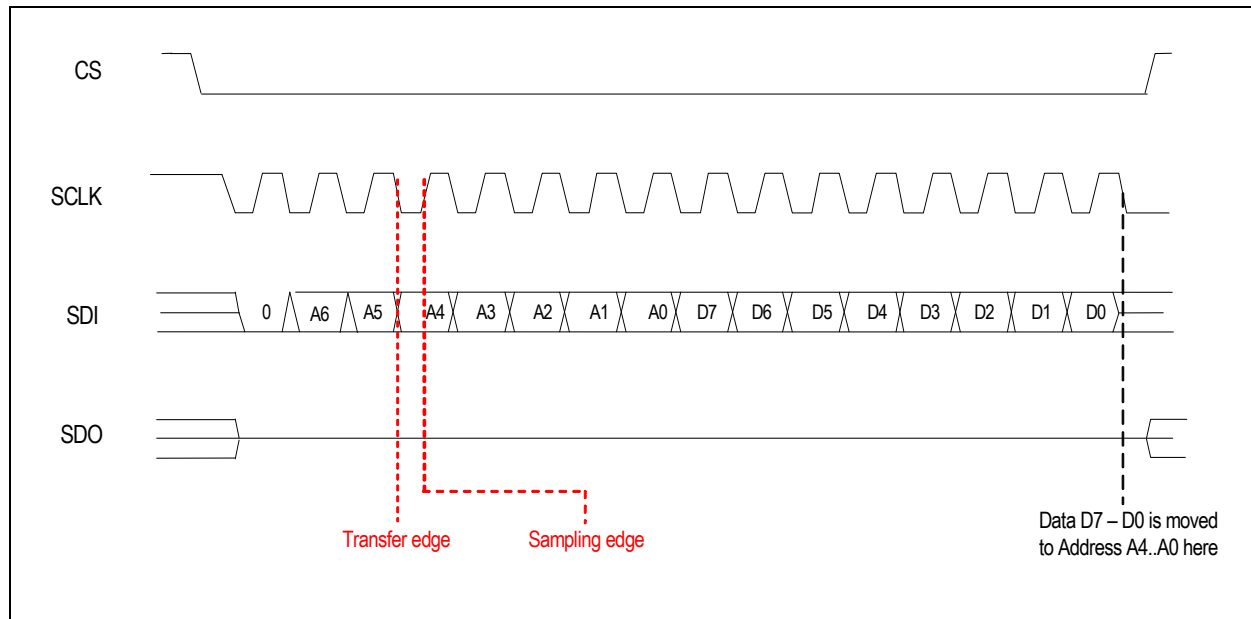 CS
SCLK
SDI
0 A6 A5 A4 A3 A2 A1 A0 D7 D6 D5 D4 D3 D2 D1 D0
SDO
Transfer edge
Sampling edge
Data D7 – D0 is moved
to Address A4..A0 here